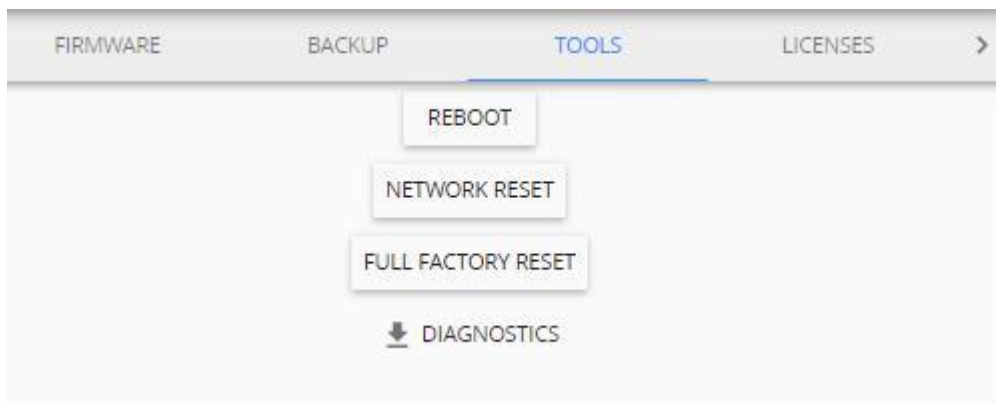 FIRMWARE BACKUP TOOLS LICENSES
REBOOT
NETWORK RESET
FULL FACTORY RESET
DIAGNOSTICS